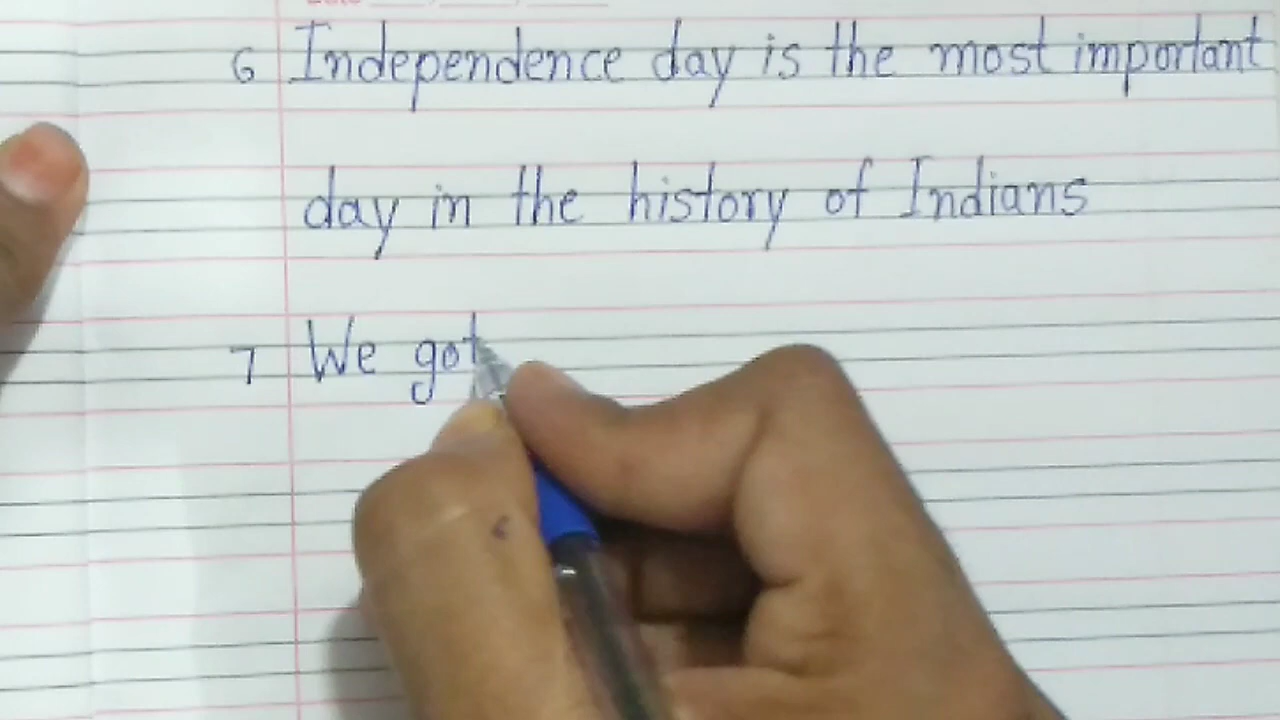 6 Independence day is the most important
day in the history of Indians
7 We got